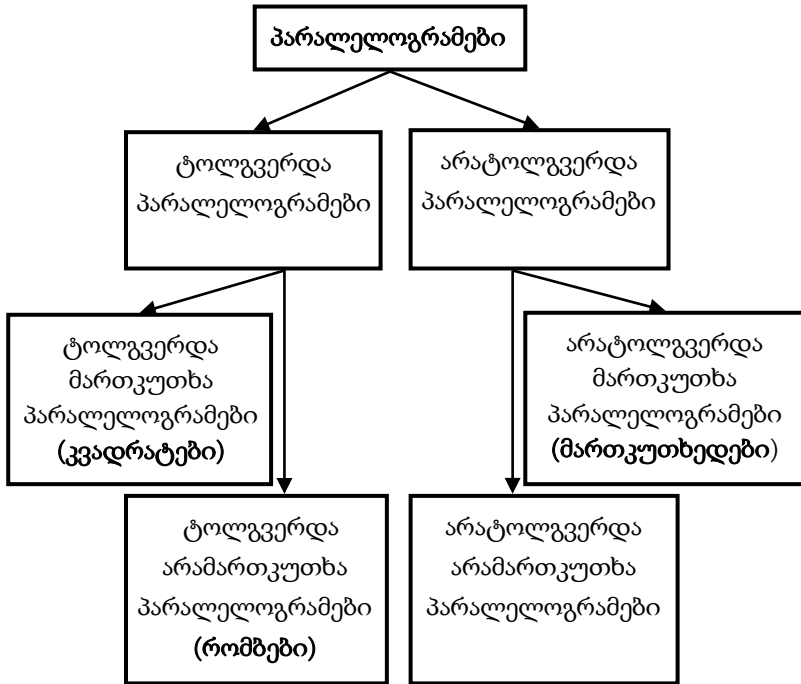 პარალელოგრამები
ტოლგვერდა
პარალელოგრამები
არატოლგვერდა
პარალელოგრამები
ტოლგვერდა
მართკუთხა
პარალელოგრამები
(კვადრატები)
არატოლგვერდა
მართკუთხა
პარალელოგრამები
(მართკუთხედები)
ტოლგვერდა
არამართკუთხა
პარალელოგრამები
(რომბები)
არატოლგვერდა
არამართკუთხა
პარალელოგრამები